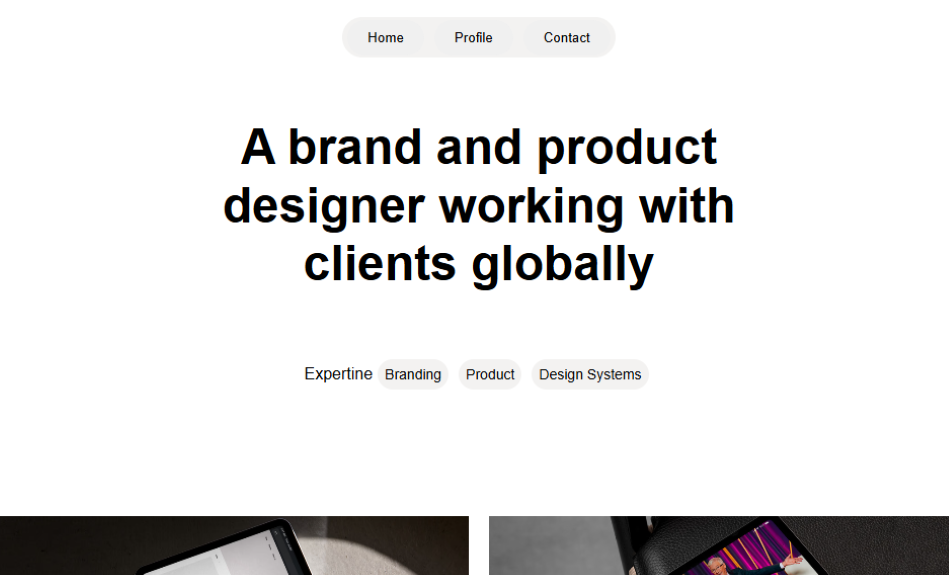 Home Profile Contact
A brand and product
designer working with
clients globally
Expertine Branding Product Design Systems